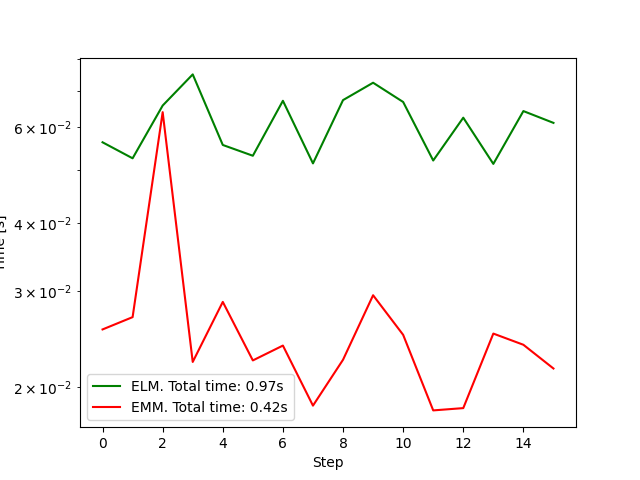 6 × 10⁻²
4 × 10⁻²
3 × 10⁻²
2 × 10⁻²
Time [s]
ELM. Total time: 0.97s
EMM. Total time: 0.42s
0 2 4 6 8 10 12 14
Step